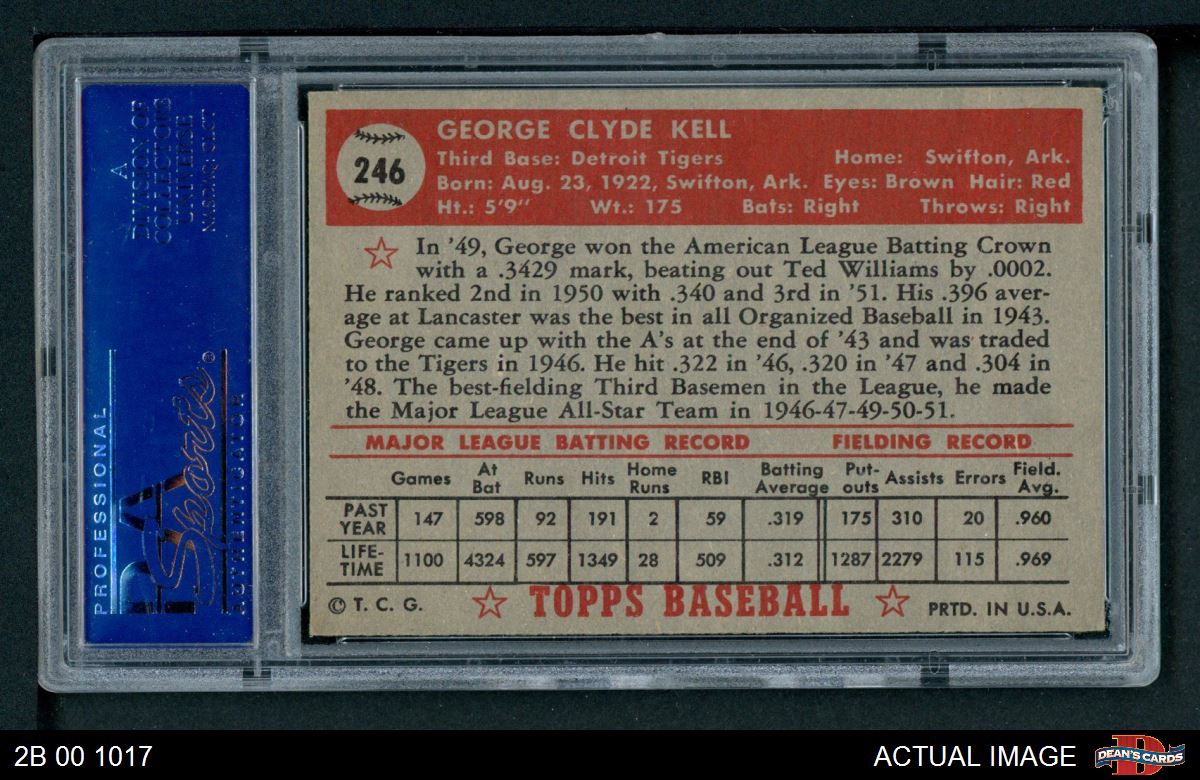 A
DIVISION OF
COLLECTORS
UNIVERSE
NASDAQ: CLCT
PROFESSIONAL
PSA
Sports®
AUTHENTICATOR
246
GEORGE CLYDE KELL
Third Base: Detroit Tigers Home: Swifton, Ark.
Born: Aug. 23, 1922, Swifton, Ark. Eyes: Brown Hair: Red
Ht.: 5'9'' Wt.: 175 Bats: Right Throws: Right
☆ In '49, George won the American League Batting Crown
with a .3429 mark, beating out Ted Williams by .0002.
He ranked 2nd in 1950 with .340 and 3rd in '51. His .396 aver-
age at Lancaster was the best in all Organized Baseball in 1943.
George came up with the A's at the end of '43 and was traded
to the Tigers in 1946. He hit .322 in '46, .320 in '47 and .304 in
'48. The best-fielding Third Basemen in the League, he made
the Major League All-Star Team in 1946-47-49-50-51.
MAJOR LEAGUE BATTING RECORD FIELDING RECORD
Games At Bat Runs Hits Home Runs RBI Batting Average Put-outs Assists Errors Field. Avg.
PAST YEAR 147 598 92 191 2 59 .319 175 310 20 .960
LIFE-TIME 1100 4324 597 1349 28 509 .312 1287 2279 115 .969
© T. C. G. ☆ TOPPS BASEBALL ☆ PRTD. IN U.S.A.
2B 00 1017 ACTUAL IMAGE DEAN'S CARDS